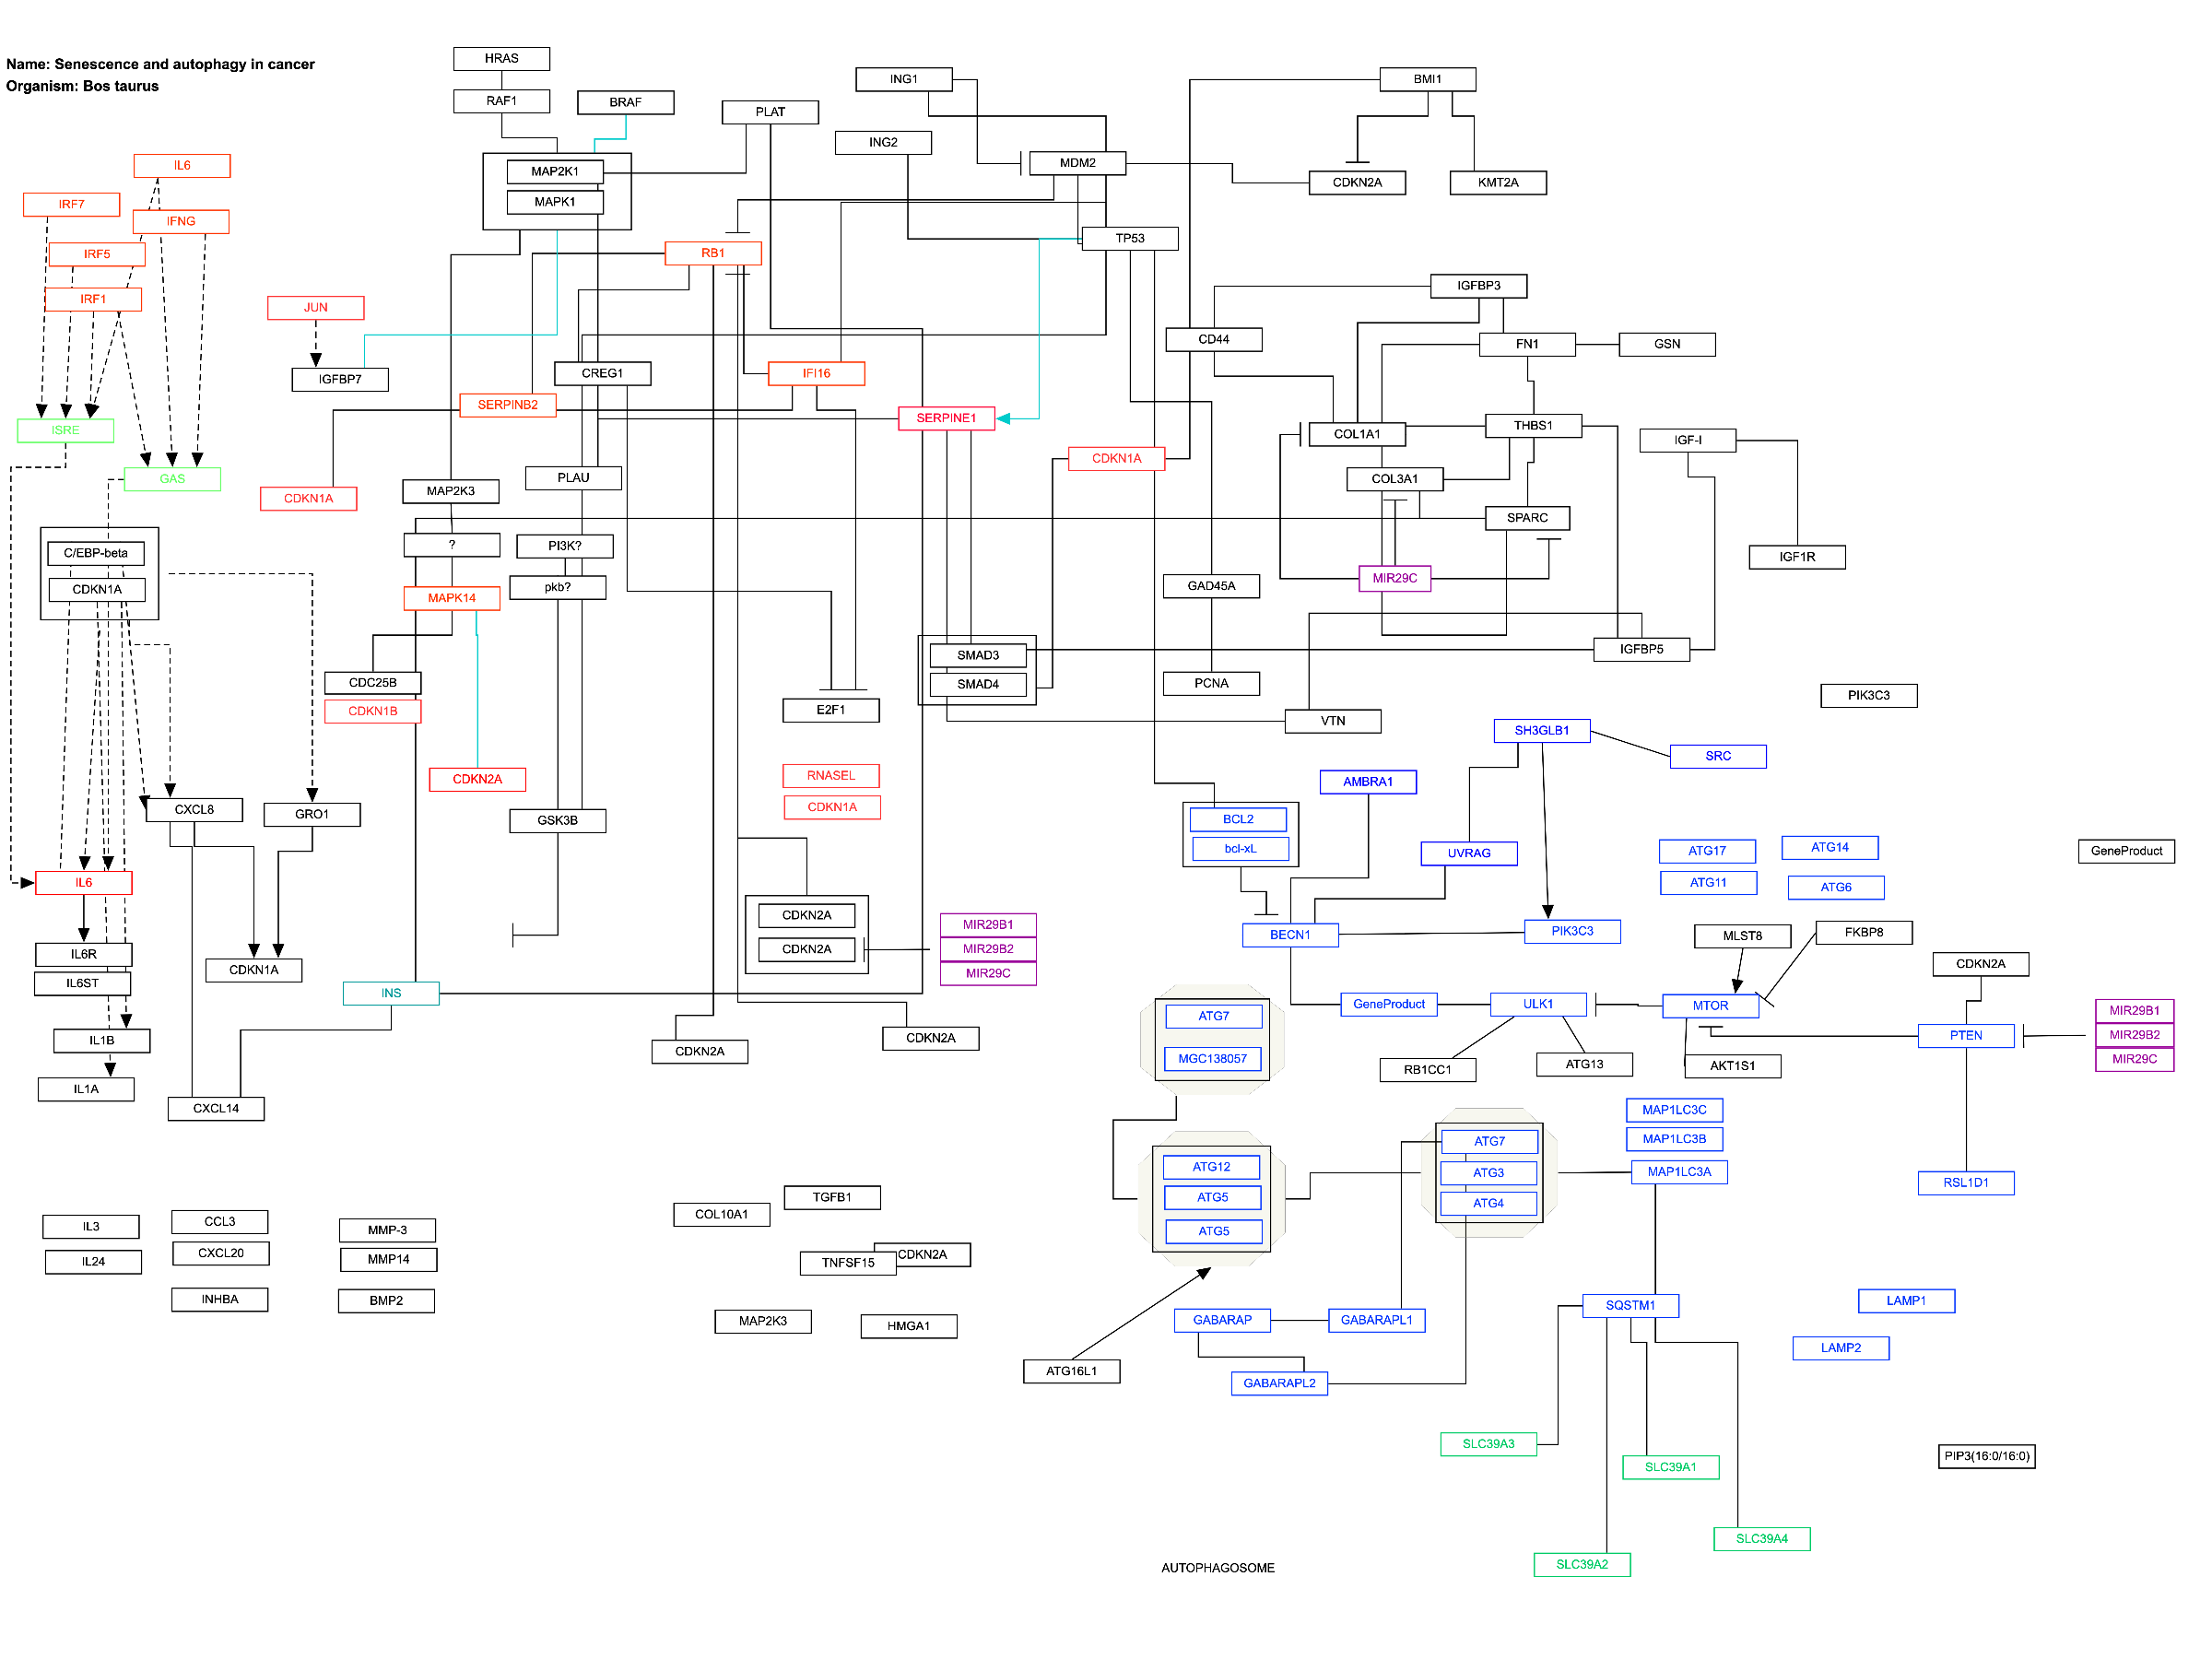 Name: Senescence and autophagy in cancer
Organism: Bos taurus
HRAS
RAF1
BRAF
PLAT
ING1
ING2
BMI1
MAP2K1
MAPK1
MDM2
CDKN2A
KMT2A
IL6
IRF7
IFNG
IRF5
IRF1
RB1
TP53
JUN
IGFBP3
CD44
FN1
GSN
IGFBP7
CREG1
IFI16
SERPINB2
SERPINE1
ISRE
THBS1
COL1A1
IGF-I
CDKN1A
GAS
CDKN1A
MAP2K3
PLAU
COL3A1
SPARC
?
PI3K?
C/EBP-beta
CDKN1A
IGF1R
MAPK14
pkb?
GAD45A
MIR29C
SMAD3
SMAD4
IGFBP5
CDC25B
CDKN1B
PCNA
PIK3C3
E2F1
VTN
SH3GLB1
SRC
CDKN2A
RNASEL
CDKN1A
AMBRA1
CXCL8
GRO1
GSK3B
BCL2
bcl-xL
UVRAG
ATG17
ATG14
GeneProduct
IL6
ATG11
ATG6
CDKN2A
CDKN2A
MIR29B1
MIR29B2
MIR29C
BECN1
PIK3C3
MLST8
FKBP8
IL6R
IL6ST
CDKN1A
CDKN2A
INS
GeneProduct
ULK1
MTOR
ATG7
MGC138057
MIR29B1
MIR29B2
MIR29C
PTEN
IL1B
CDKN2A
CDKN2A
RB1CC1
ATG13
AKT1S1
IL1A
CXCL14
MAP1LC3C
MAP1LC3B
MAP1LC3A
ATG12
ATG5
ATG5
ATG7
ATG3
ATG4
RSL1D1
TGFB1
COL10A1
IL3
CCL3
MMP-3
IL24
CXCL20
MMP14
TNFSF15
CDKN2A
INHBA
BMP2
MAP2K3
HMGA1
GABARAP
GABARAPL1
SQSTM1
LAMP1
LAMP2
ATG16L1
GABARAPL2
SLC39A3
SLC39A1
PIP3(16:0/16:0)
SLC39A4
SLC39A2
AUTOPHAGOSOME